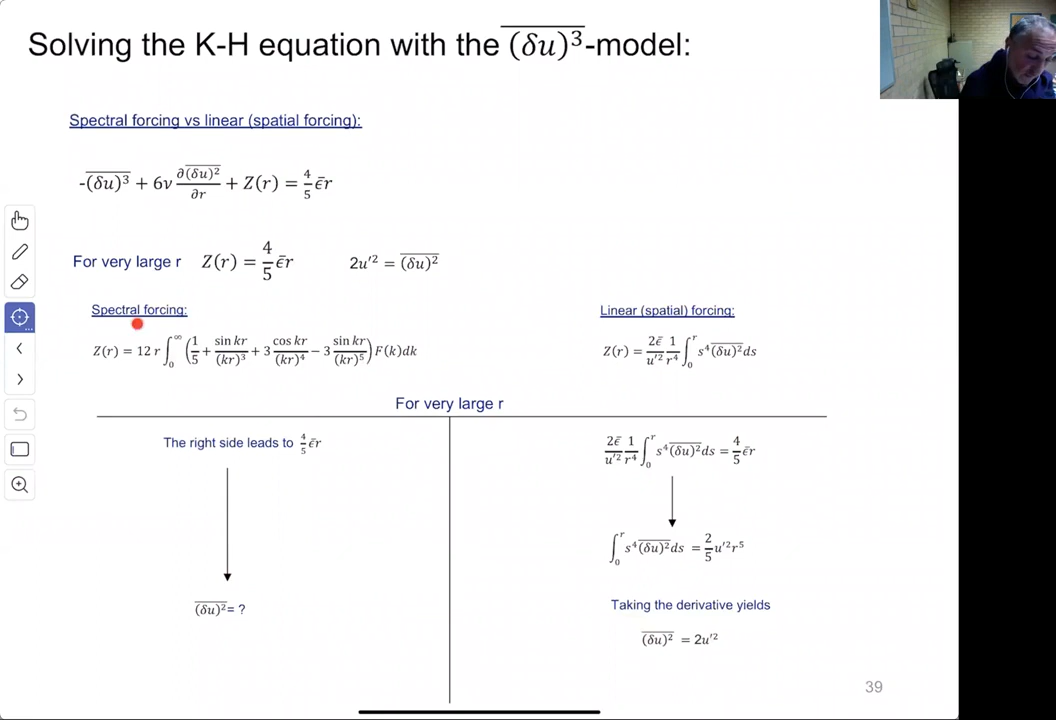 Solving the K-H equation with the $\overline{(\delta u)^3}$-model:
Spectral forcing vs linear (spatial forcing):
$-\overline{(\delta u)^3} + 6\nu \frac{\partial \overline{(\delta u)^2}}{\partial r} + Z(r) = \frac{4}{5}\bar{\epsilon}r$
For very large r $Z(r) = \frac{4}{5}\bar{\epsilon}r$ $2u'^2 = \overline{(\delta u)^2}$
Spectral forcing: Linear (spatial) forcing:
$Z(r) = 12\,r\int_0^\infty \left(\frac{1}{5} + \frac{\sin kr}{(kr)^3} + 3\frac{\cos kr}{(kr)^4} - 3\frac{\sin kr}{(kr)^5}\right)F(k)dk$ $Z(r) = \frac{2\bar{\epsilon}}{u'^2}\frac{1}{r^4}\int_0^r s^4\overline{(\delta u)^2}ds$
For very large r
The right side leads to $\frac{4}{5}\bar{\epsilon}r$ $\frac{2\bar{\epsilon}}{u'^2}\frac{1}{r^4}\int_0^r s^4\overline{(\delta u)^2}ds = \frac{4}{5}\bar{\epsilon}r$
$\int_0^r s^4\overline{(\delta u)^2}ds = \frac{2}{5}u'^2r^5$
$\overline{(\delta u)^2}$= ? Taking the derivative yields
$\overline{(\delta u)^2} = 2u'^2$
39